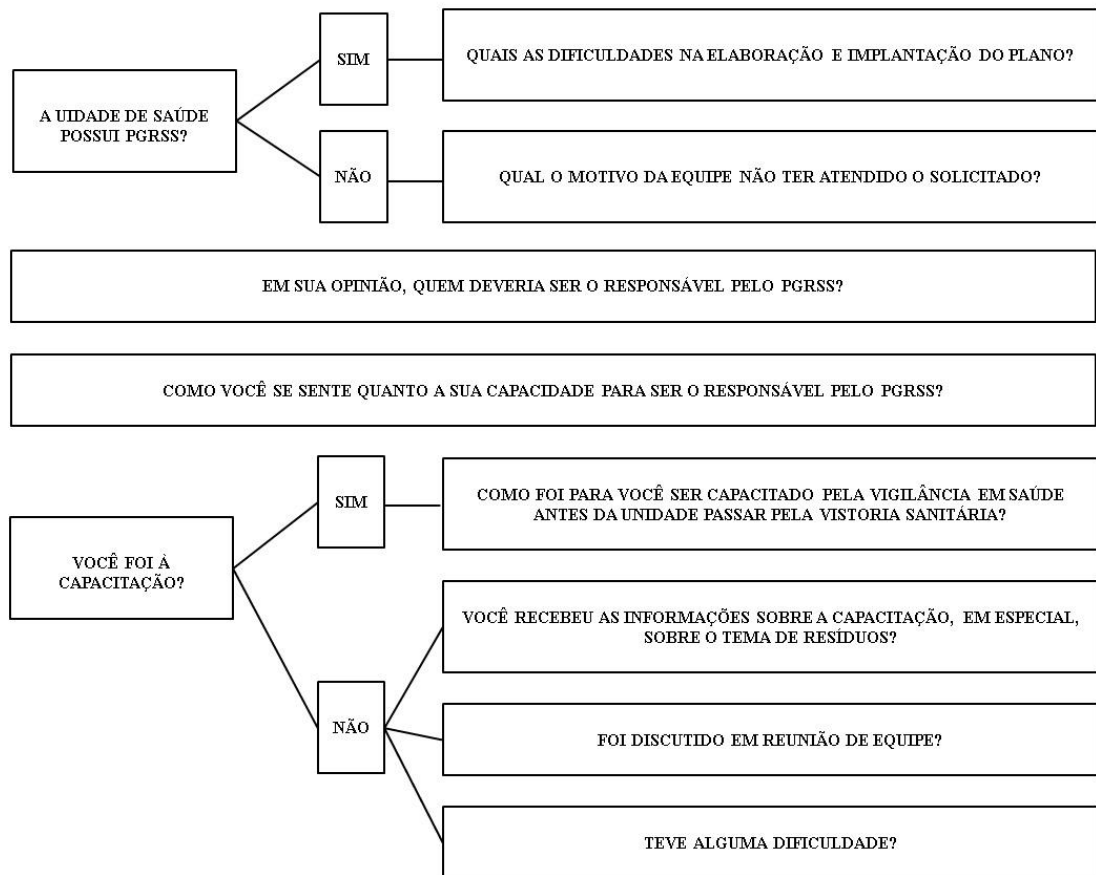 SIM
QUAIS AS DIFICULDADES NA ELABORAÇÃO E IMPLANTAÇÃO DO PLANO?
A UIDADE DE SAÚDE
POSSUI PGRSS?
NÃO
QUAL O MOTIVO DA EQUIPE NÃO TER ATENDIDO O SOLICITADO?
EM SUA OPINIÃO, QUEM DEVERIA SER O RESPONSÁVEL PELO PGRSS?
COMO VOCÊ SE SENTE QUANTO A SUA CAPACIDADE PARA SER O RESPONSÁVEL PELO PGRSS?
SIM
COMO FOI PARA VOCÊ SER CAPACITADO PELA VIGILÂNCIA EM SAÚDE
ANTES DA UNIDADE PASSAR PELA VISTORIA SANITÁRIA?
VOCÊ FOI À
CAPACITAÇÃO?
VOCÊ RECEBEU AS INFORMAÇÕES SOBRE A CAPACITAÇÃO, EM ESPECIAL,
SOBRE O TEMA DE RESÍDUOS?
NÃO
FOI DISCUTIDO EM REUNIÃO DE EQUIPE?
TEVE ALGUMA DIFICULDADE?